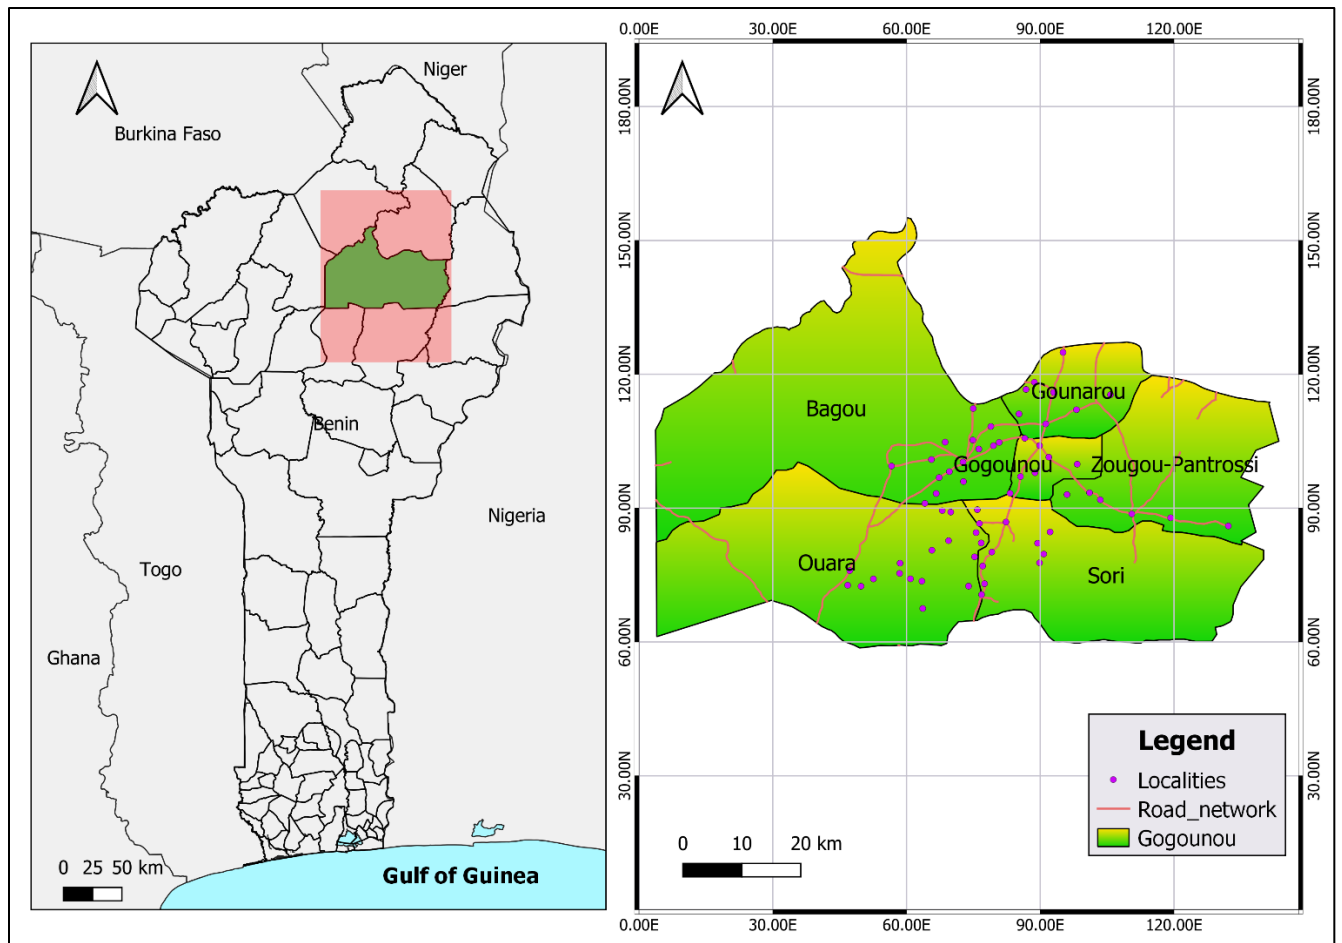 Niger
Burkina Faso
Benin
Nigeria
Togo
Ghana
0 25 50 km
Gulf of Guinea
0.00E 30.00E 60.00E 90.00E 120.00E
180.00N 180.00N
150.00N 150.00N
120.00N 120.00N
90.00N 90.00N
60.00N 60.00N
30.00N 30.00N
Gounarou
Bagou
Gogounou
Zougou-Pantrossi
Ouara
Sori
Legend
Localities
Road_network
Gogounou
0 10 20 km
0.00E 30.00E 60.00E 90.00E 120.00E